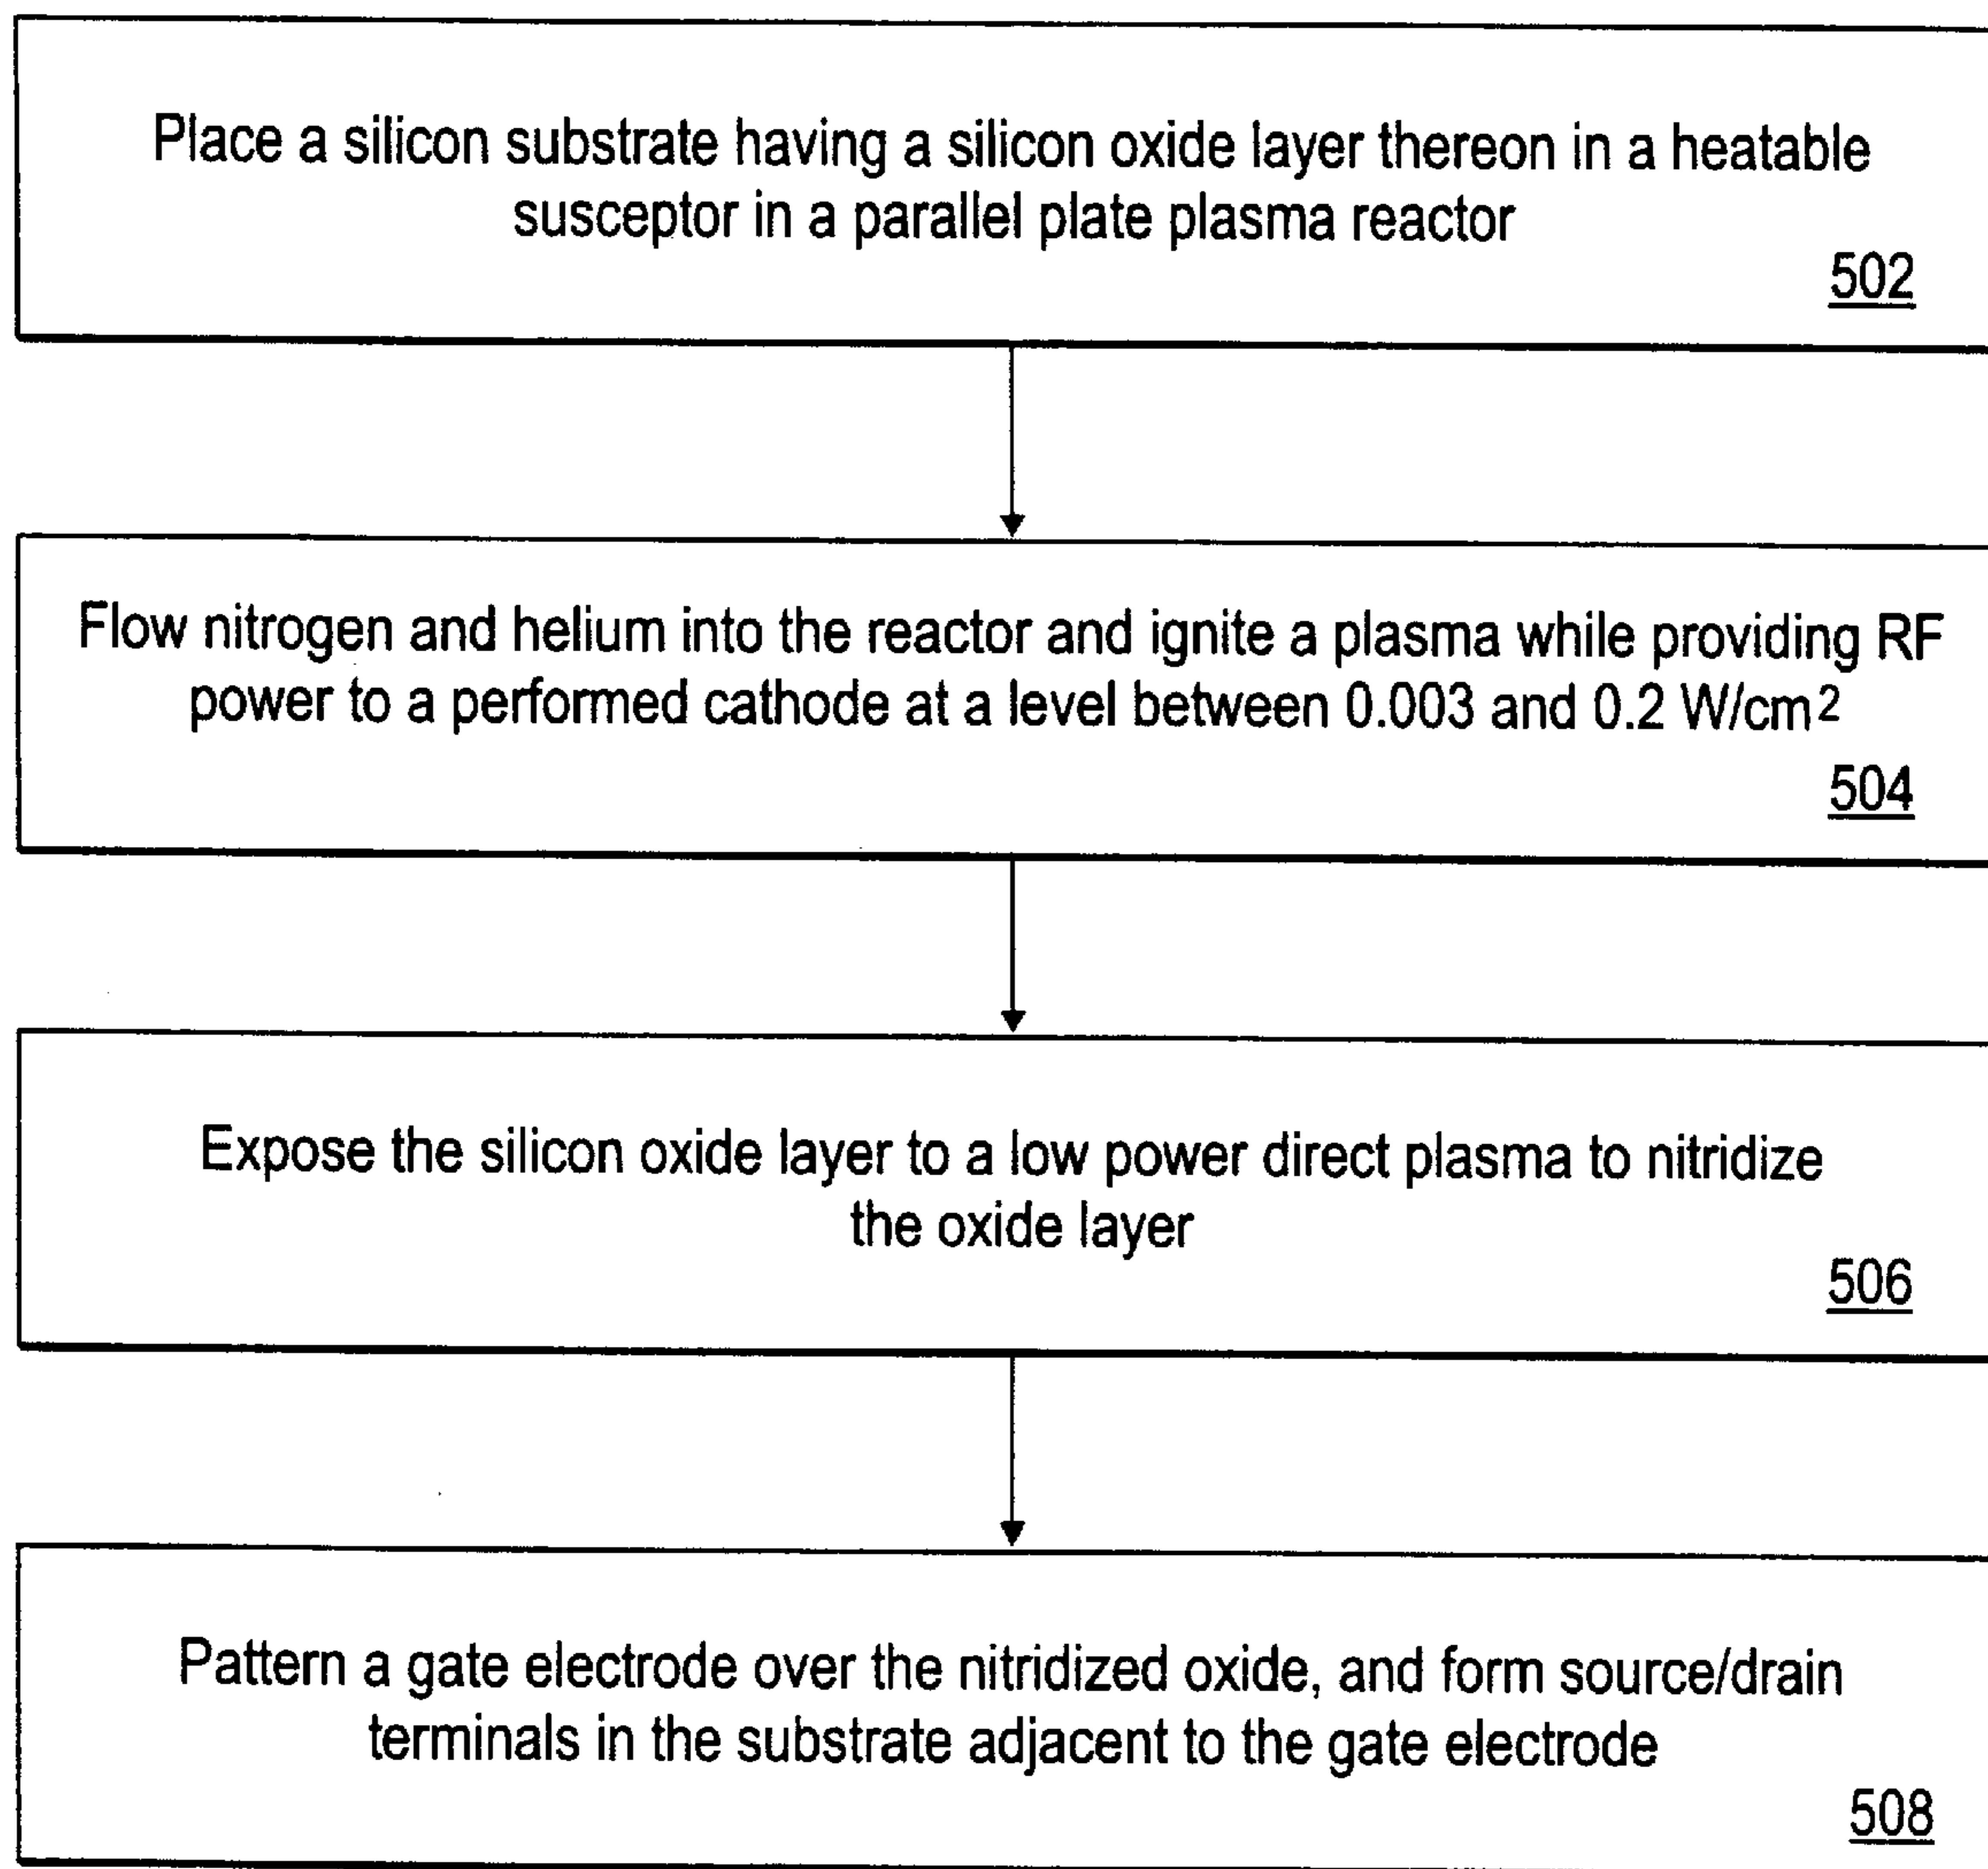 Place a silicon substrate having a silicon oxide layer thereon in a heatable
susceptor in a parallel plate plasma reactor
502
Flow nitrogen and helium into the reactor and ignite a plasma while providing RF
power to a performed cathode at a level between 0.003 and 0.2 W/cm²
504
Expose the silicon oxide layer to a low power direct plasma to nitridize
the oxide layer
506
Pattern a gate electrode over the nitridized oxide, and form source/drain
terminals in the substrate adjacent to the gate electrode
508